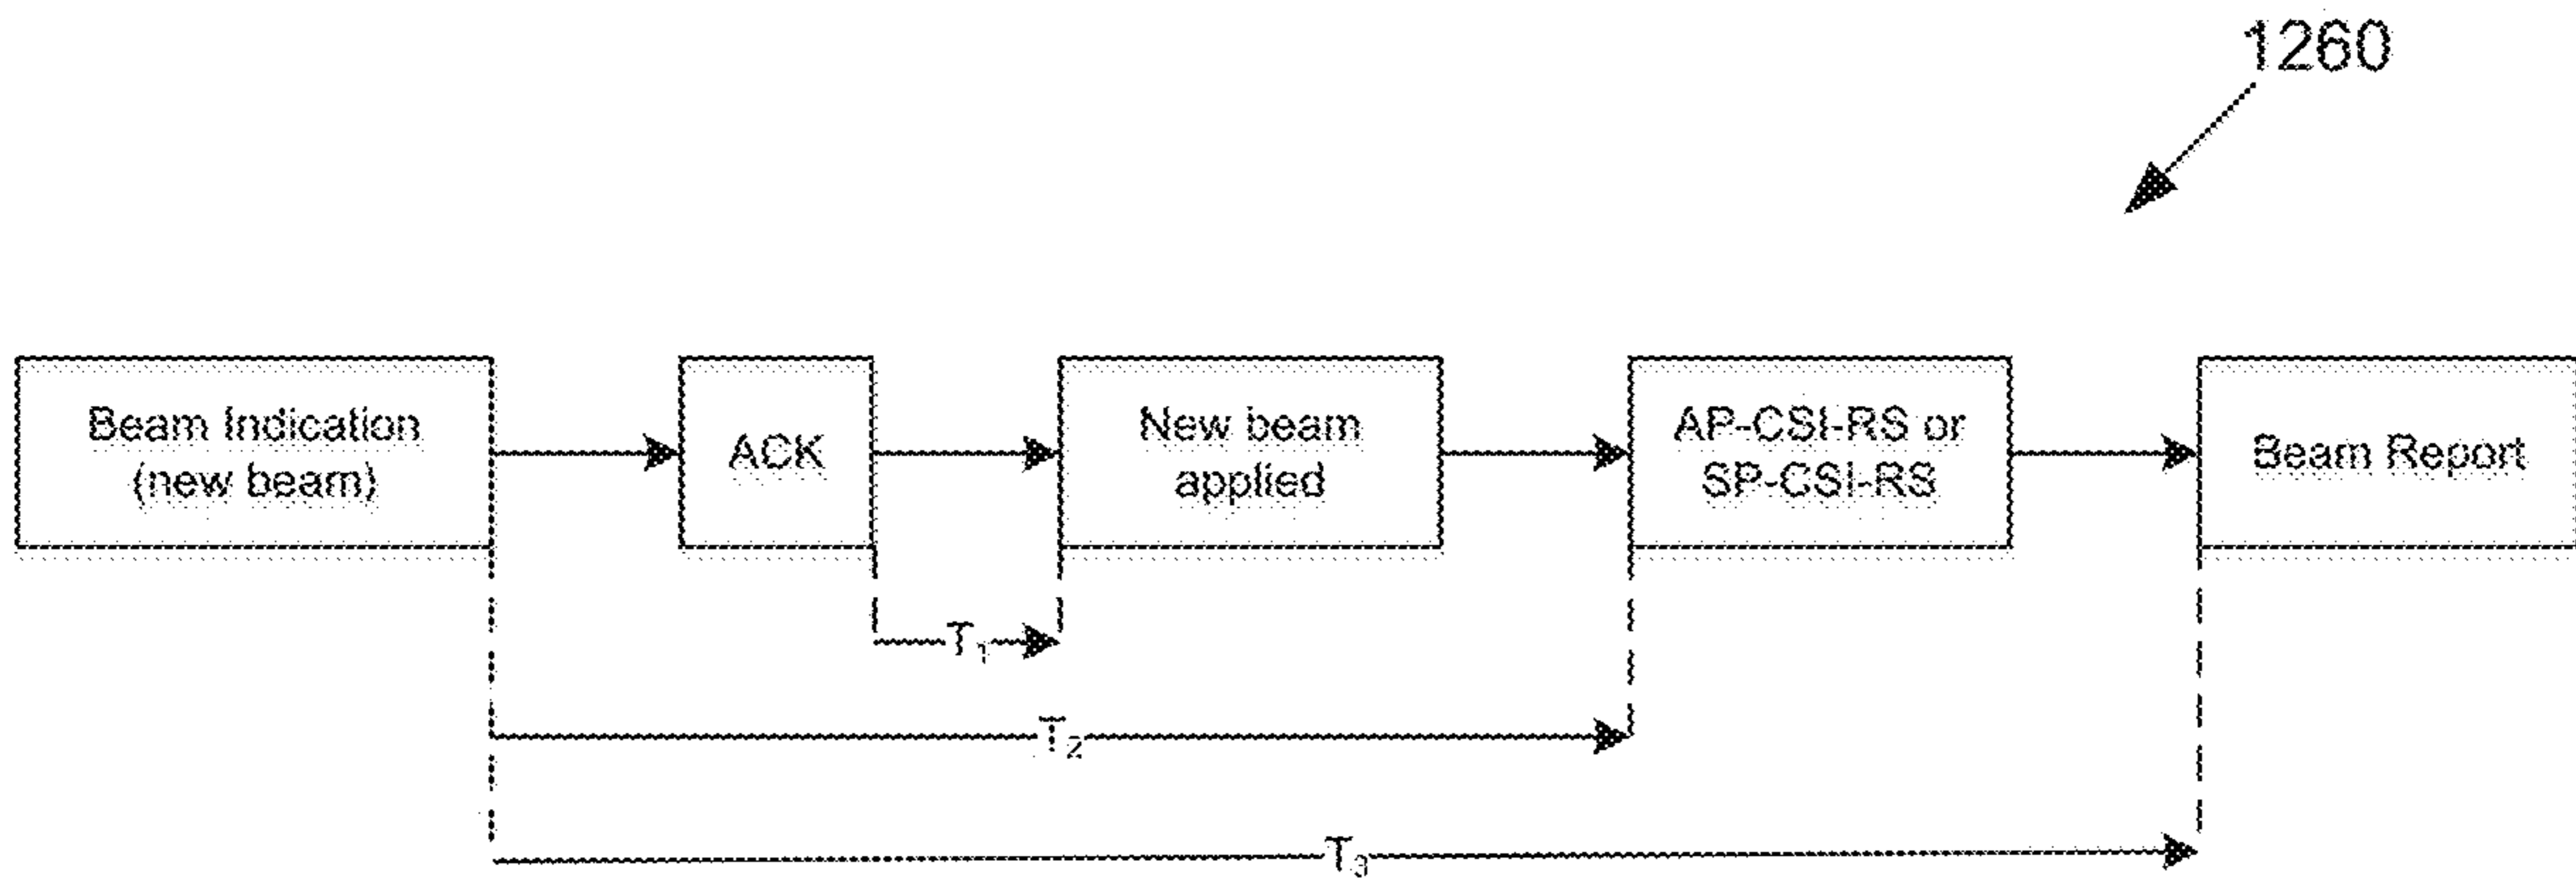 1260
Beam Indication
(new beam)
ACK
New beam
applied
AP-CSI-RS or
SP-CSI-RS
Beam Report
T1
T2
T3